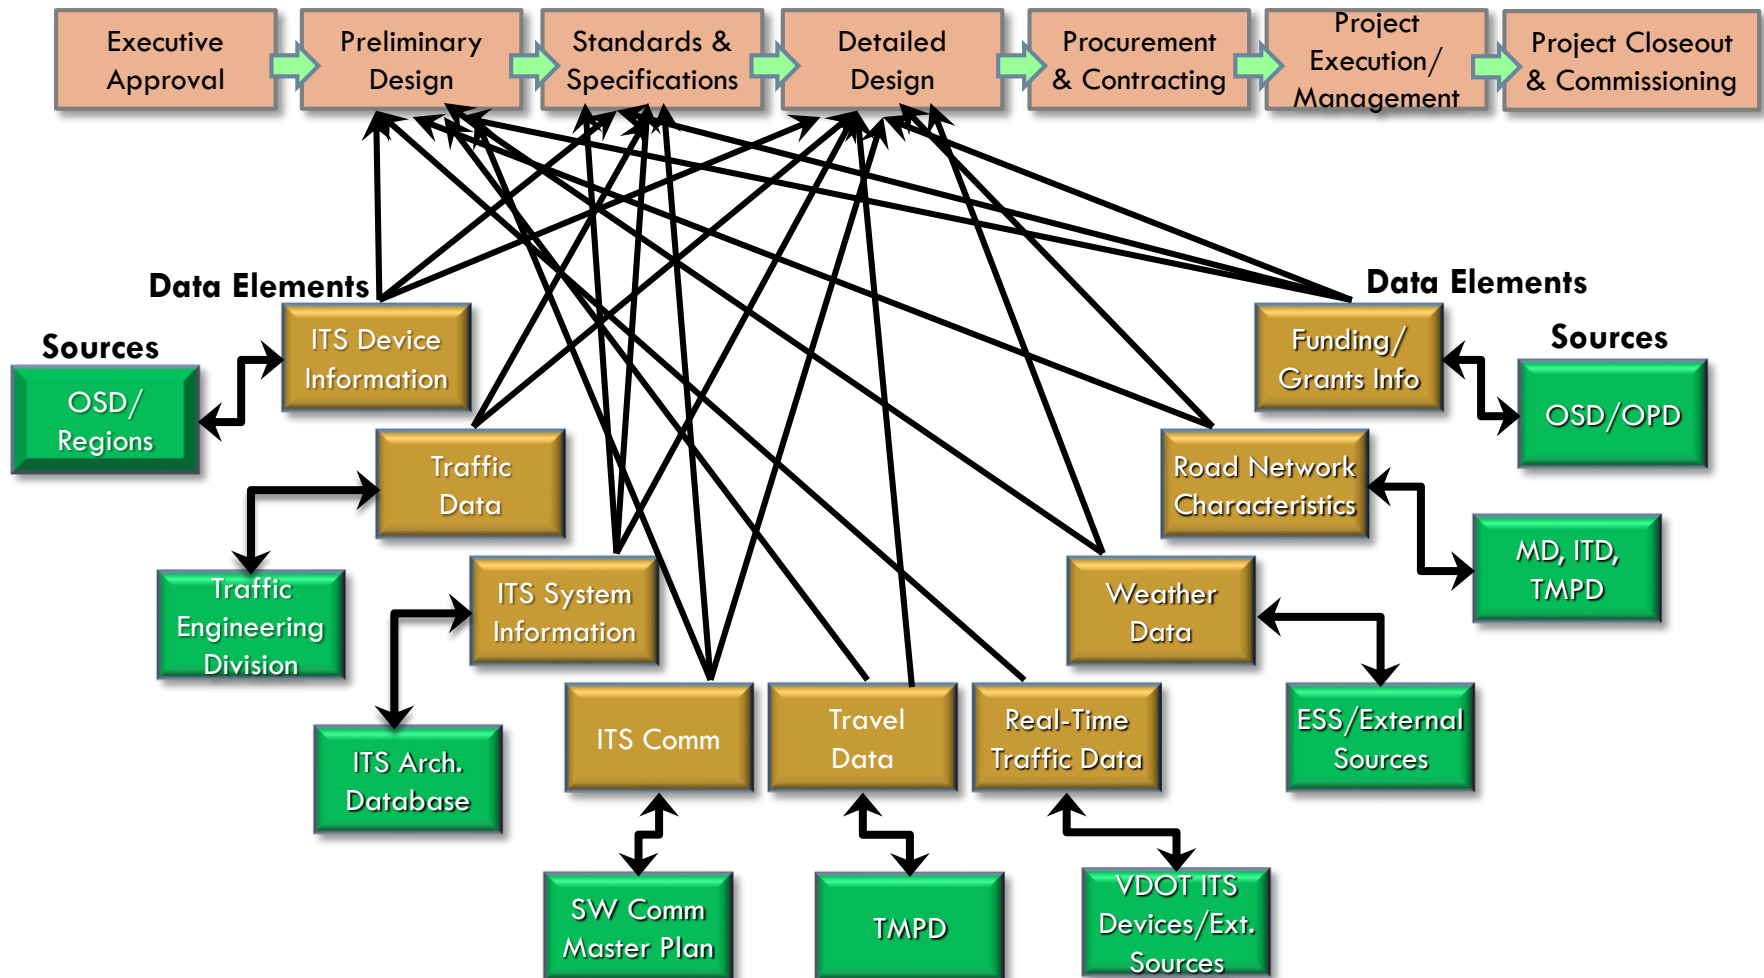 Executive
Approval
Preliminary
Design
Standards &
Specifications
Detailed
Design
Procurement
& Contracting
Project
Execution/
Management
Project Closeout
& Commissioning
Data Elements
ITS Device
Information
Sources
OSD/
Regions
Traffic
Data
Traffic
Engineering
Division
ITS System
Information
ITS Arch.
Database
ITS Comm
SW Comm
Master Plan
Travel
Data
TMPD
Real-Time
Traffic Data
VDOT ITS
Devices/Ext.
Sources
Data Elements
Funding/
Grants Info
Sources
OSD/OPD
Road Network
Characteristics
MD, ITD,
TMPD
Weather
Data
ESS/External
Sources